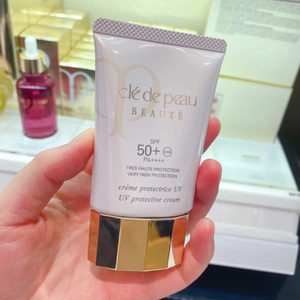 clé de peau
BEAUTÉ
SPF
50+
PA++++
TRÈS HAUTE PROTECTION
VERY HIGH PROTECTION
crème protectrice UV
UV protective cream